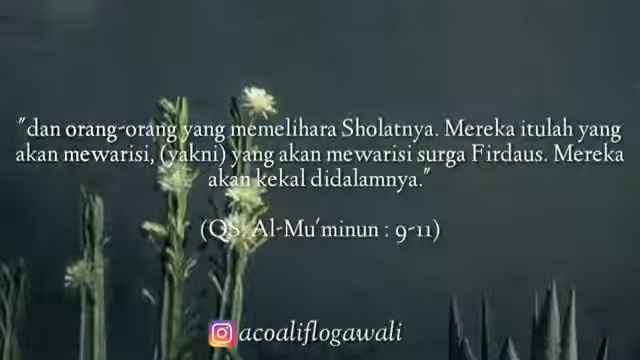 "dan orang-orang yang memelihara Sholatnya. Mereka itulah yang
akan mewarisi, (yakni) yang akan mewarisi surga Firdaus. Mereka
akan kekal didalamnya."
(QS. Al-Mu'minun : 9-11)
acoaliflogawali